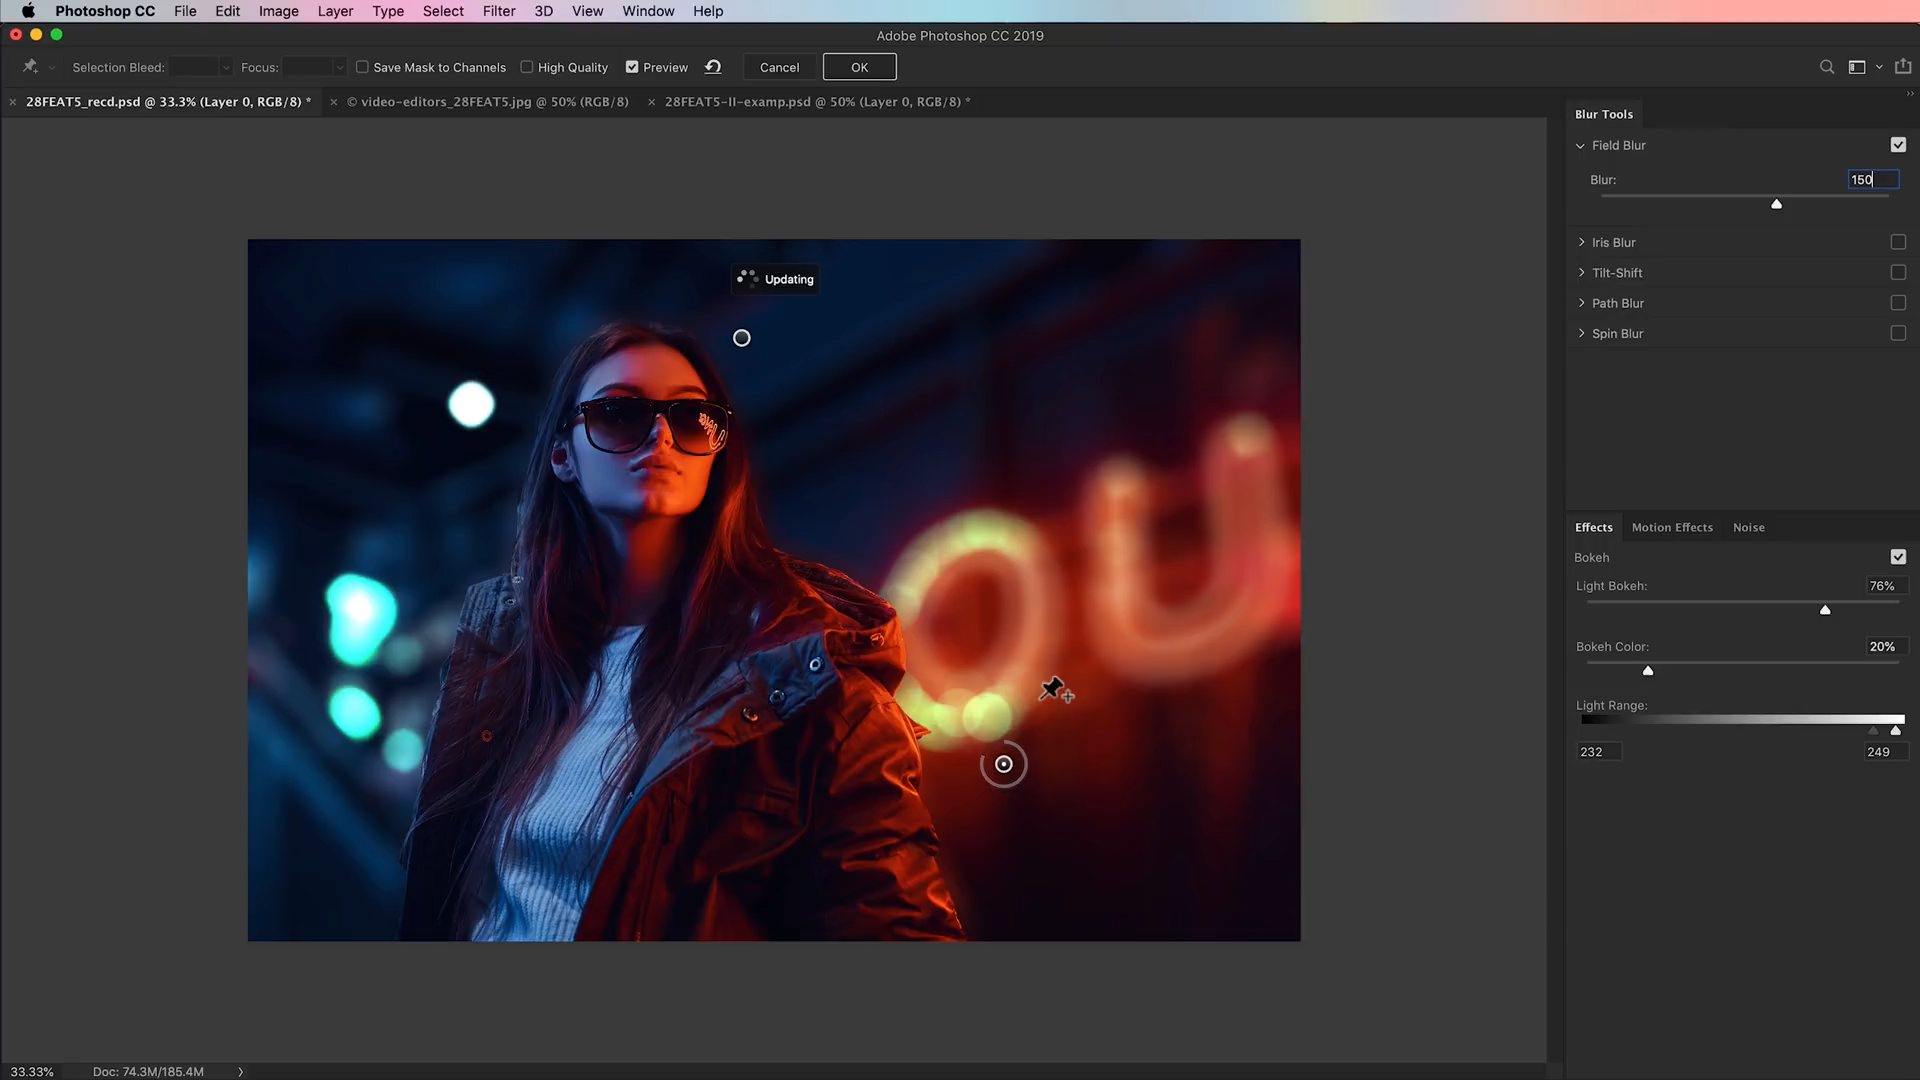 Photoshop CC File Edit Image Layer Type Select Filter 3D View Window Help
Adobe Photoshop CC 2019
Selection Bleed: Focus: Save Mask to Channels High Quality Preview Cancel OK
28FEAT5_recd.psd @ 33.3% (Layer 0, RGB/8) * © video-editors_28FEAT5.jpg @ 50% (RGB/8) 28FEAT5-II-examp.psd @ 50% (Layer 0, RGB/8) *
Blur Tools
Field Blur
Blur: 150
Iris Blur
Tilt-Shift
Path Blur
Spin Blur
Updating
OU
Effects Motion Effects Noise
Bokeh
Light Bokeh: 76%
Bokeh Color: 20%
Light Range:
232 249
33.33% Doc: 74.3M/185.4M